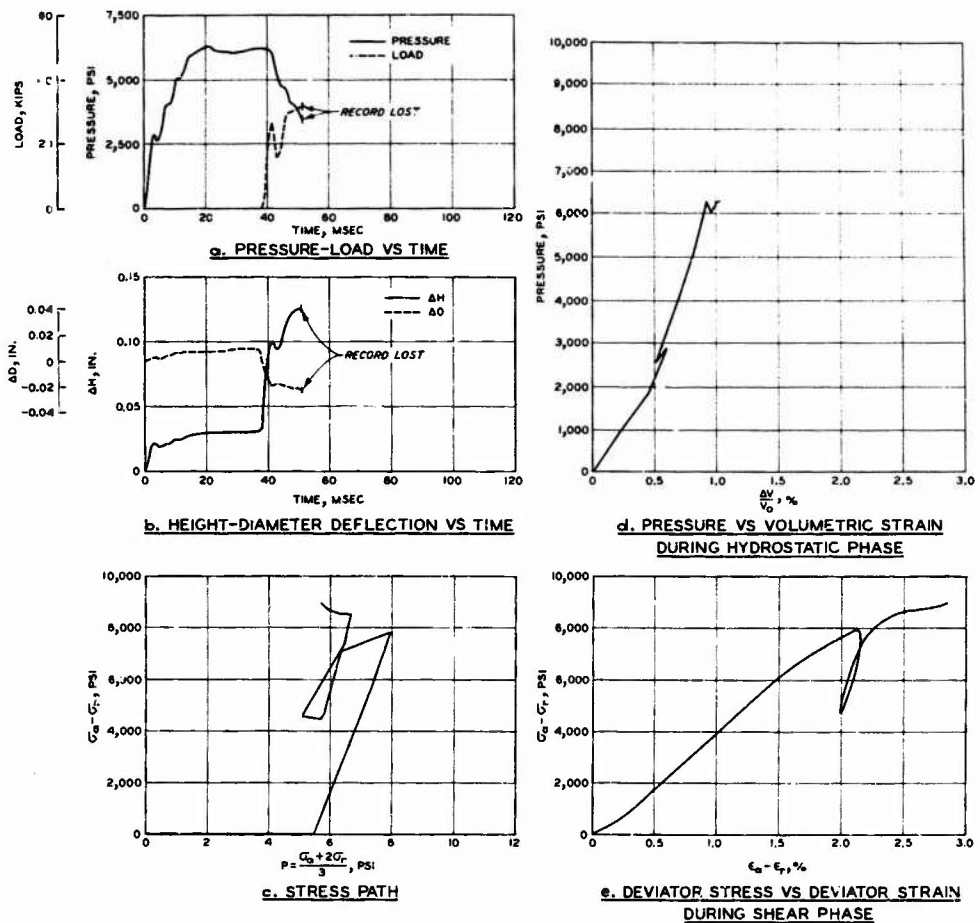 60
20
0
LOAD, KIPS
7,500
5,000
2,500
PRESSURE, PSI
PRESSURE
LOAD
RECORD LOST
0 20 40 60 80 100 120
TIME, MSEC
a. PRESSURE-LOAD VS TIME
0.04
0.02
0
-0.02
-0.04
ΔD, IN.
0.15
0.10
0.05
0
ΔH, IN.
ΔH
ΔD
RECORD LOST
0 20 40 60 80 100 120
TIME, MSEC
b. HEIGHT-DIAMETER DEFLECTION VS TIME
10,000
9,000
8,000
7,000
6,000
5,000
4,000
3,000
2,000
1,000
0
PRESSURE, PSI
0 0.5 1.0 1.5 2.0 2.5 3.0
ΔV/V₀, %
d. PRESSURE VS VOLUMETRIC STRAIN
DURING HYDROSTATIC PHASE
10,000
8,000
6,000
4,000
2,000
0
σa - σr, PSI
0 2 4 6 8 10 12
P = (σa + 2σr)/3, PSI
c. STRESS PATH
10,000
8,000
6,000
4,000
2,000
0
σa - σr, PSI
0 0.5 1.0 1.5 2.0 2.5 3.0
εa - εr, %
e. DEVIATOR STRESS VS DEVIATOR STRAIN
DURING SHEAR PHASE